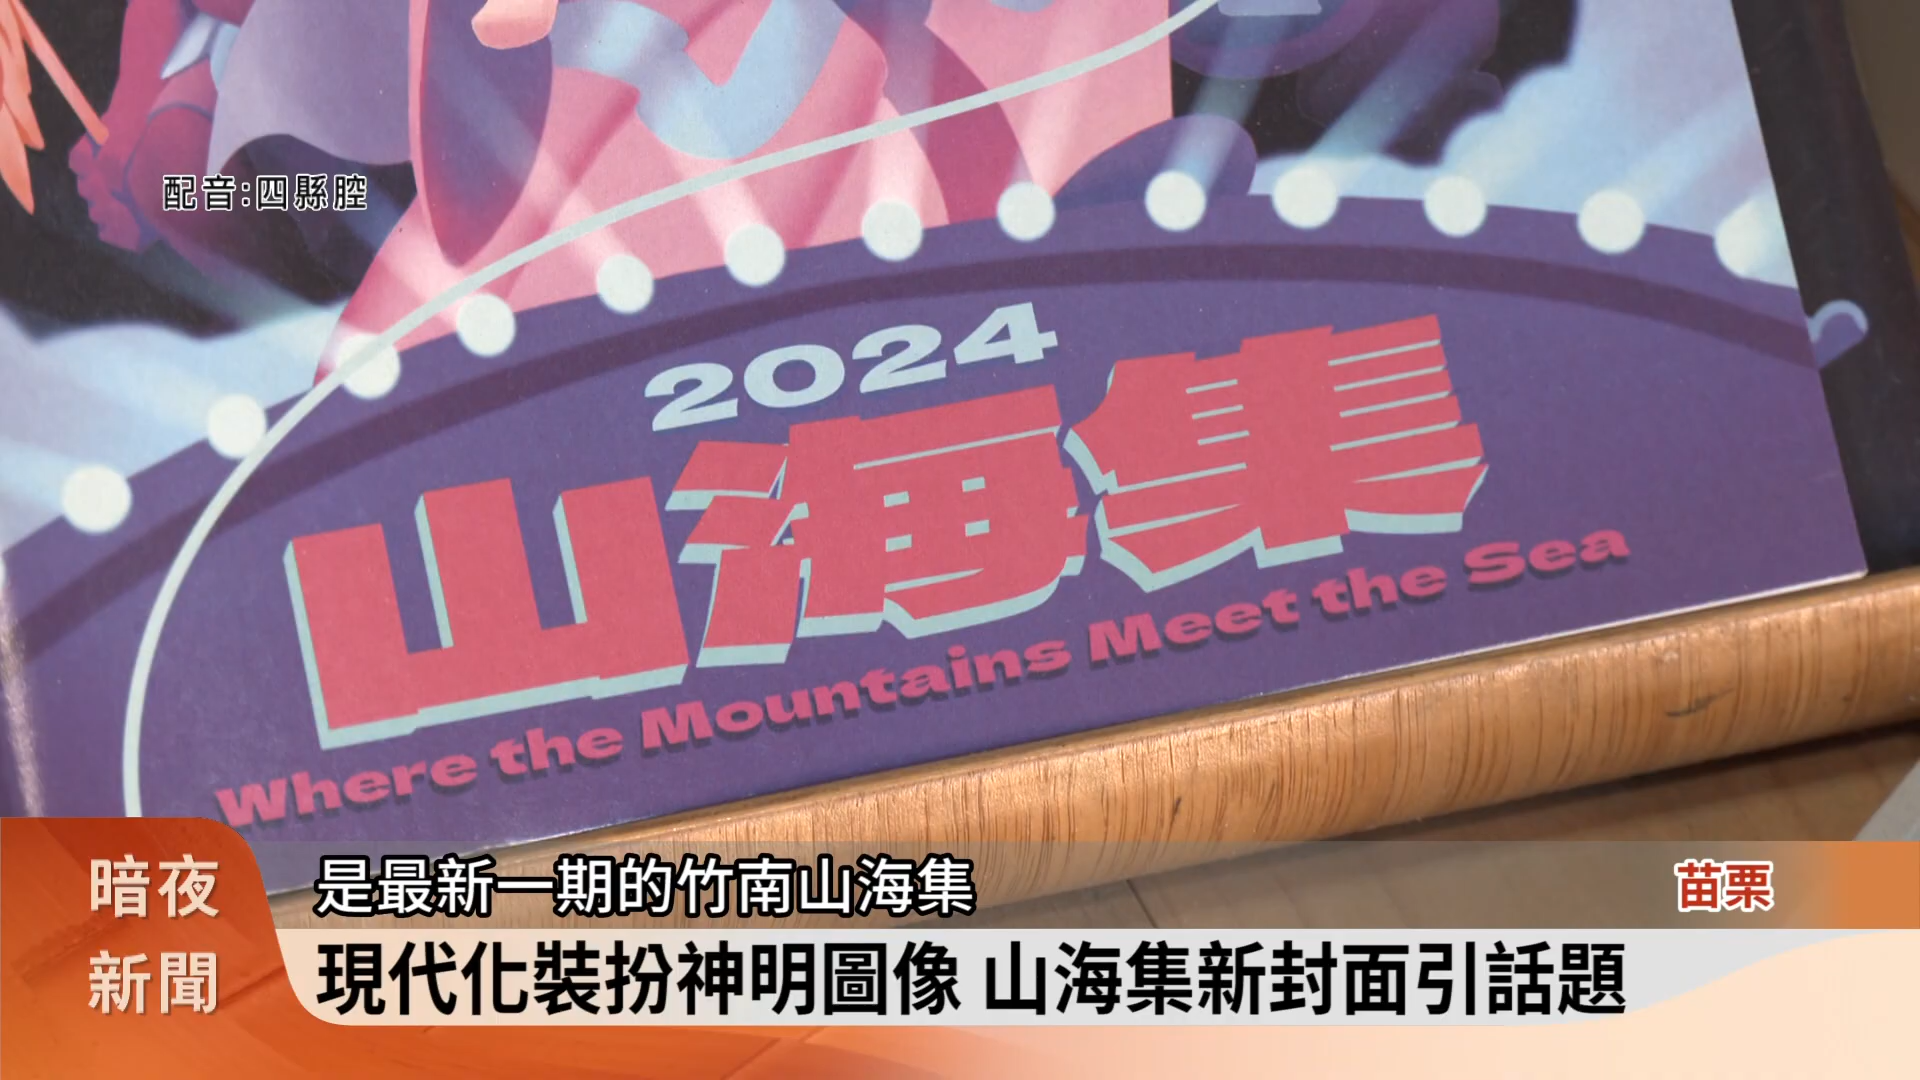 配音:四縣腔
2024
山海集
Where the Mountains Meet the Sea
暗夜
新聞
是最新一期的竹南山海集
苗栗
現代化裝扮神明圖像 山海集新封面引話題